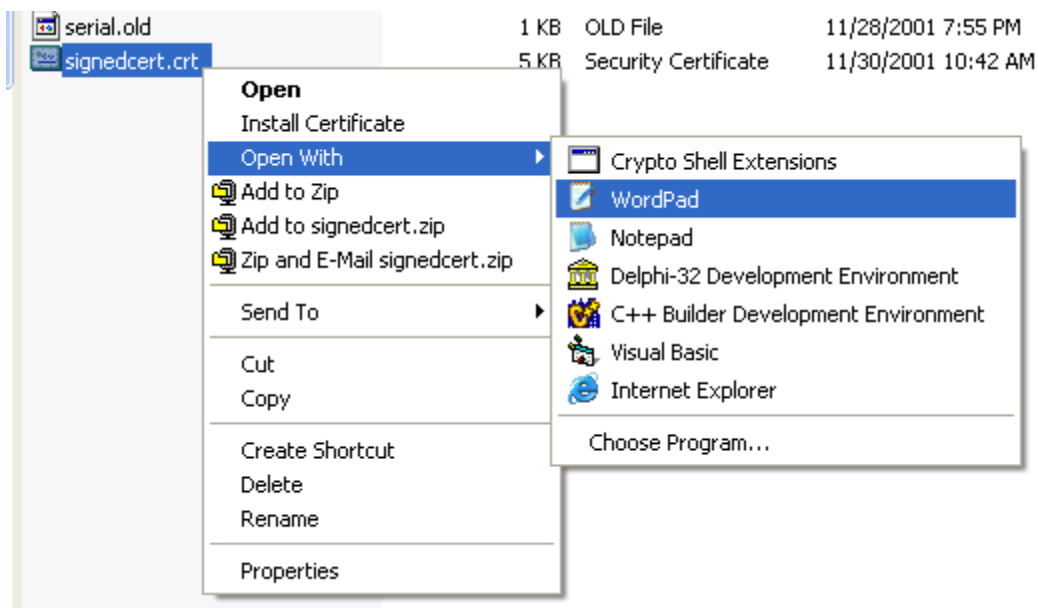 serial.old 1 KB OLD File 11/28/2001 7:55 PM
signedcert.crt 5 KB Security Certificate 11/30/2001 10:42 AM
Open
Install Certificate
Open With
Add to Zip
Add to signedcert.zip
Zip and E-Mail signedcert.zip
Send To
Cut
Copy
Create Shortcut
Delete
Rename
Properties
Crypto Shell Extensions
WordPad
Notepad
Delphi-32 Development Environment
C++ Builder Development Environment
Visual Basic
Internet Explorer
Choose Program...